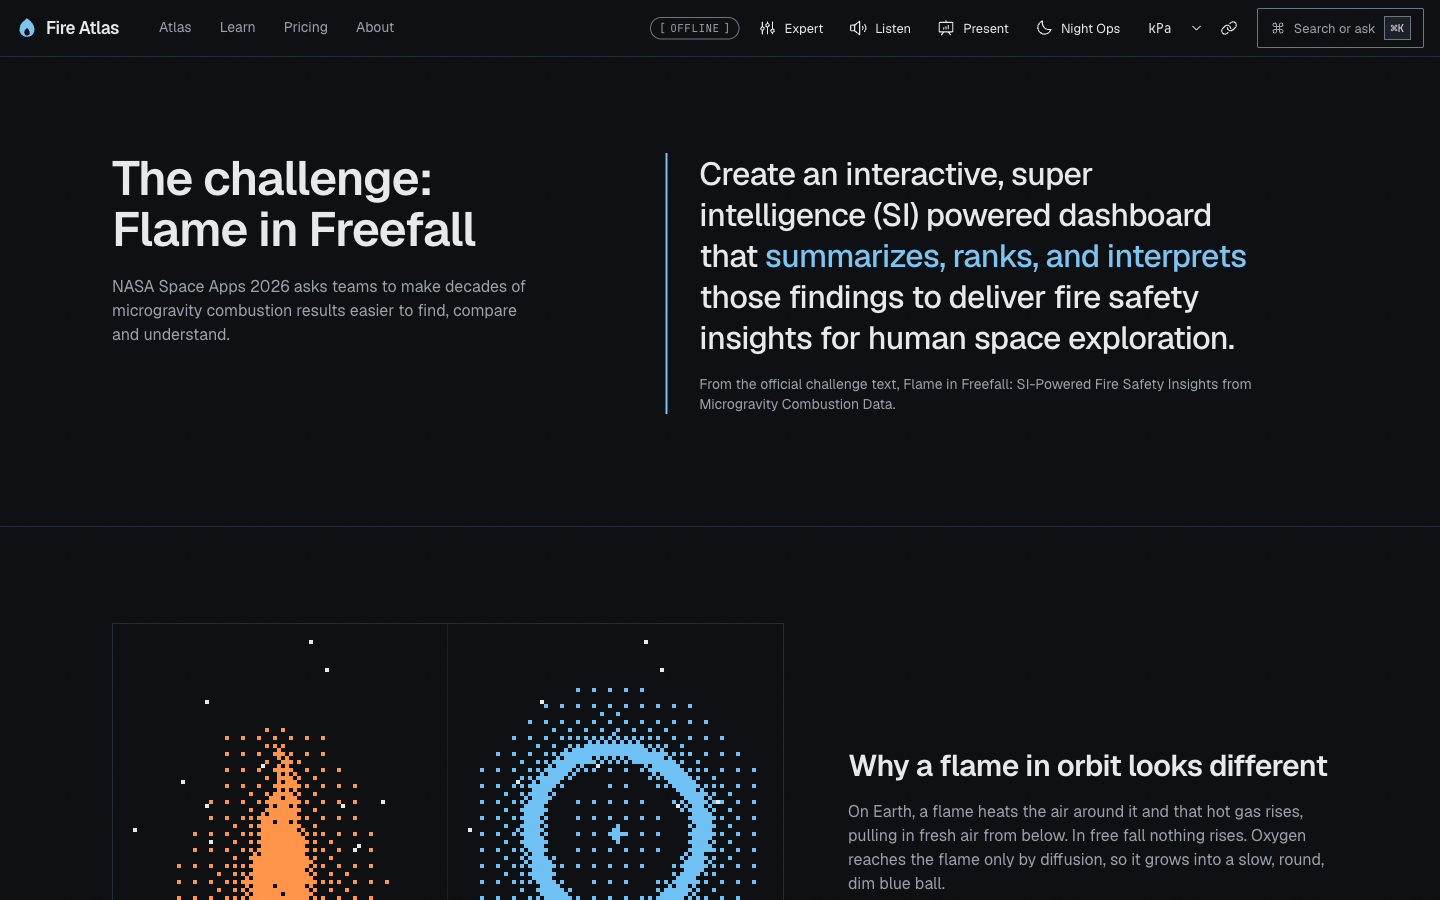 Fire Atlas
Atlas
Learn
Pricing
About
[ OFFLINE ]
Expert
Listen
Present
Night Ops
kPa
⌘ Search or ask ⌘K
The challenge:
Flame in Freefall
NASA Space Apps 2026 asks teams to make decades of
microgravity combustion results easier to find, compare
and understand.
Create an interactive, super
intelligence (SI) powered dashboard
that summarizes, ranks, and interprets
those findings to deliver fire safety
insights for human space exploration.
From the official challenge text, Flame in Freefall: SI-Powered Fire Safety Insights from
Microgravity Combustion Data.
Why a flame in orbit looks different
On Earth, a flame heats the air around it and that hot gas rises,
pulling in fresh air from below. In free fall nothing rises. Oxygen
reaches the flame only by diffusion, so it grows into a slow, round,
dim blue ball.